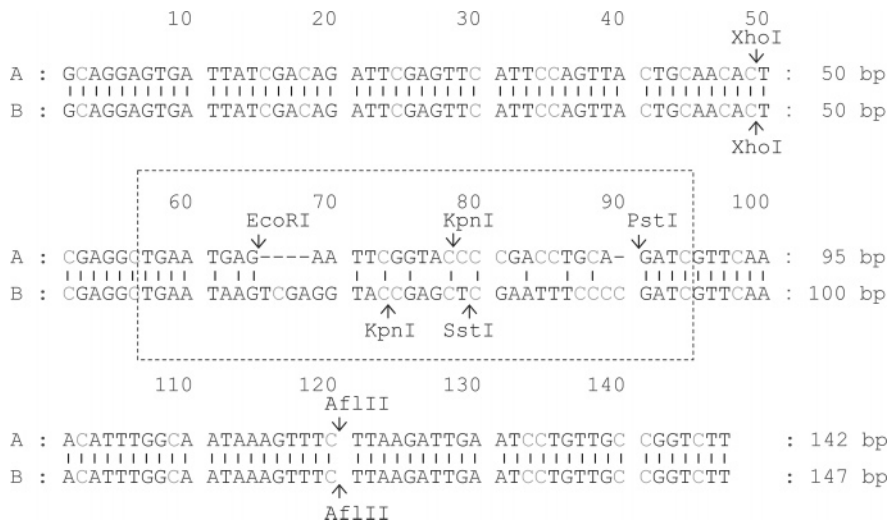 10 20 30 40 50
XhoI
A : GCAGGAGTGA TTATCGACAG ATTCGAGTTC ATTCCAGTTA CTGCAACACT : 50 bp
B : GCAGGAGTGA TTATCGACAG ATTCGAGTTC ATTCCAGTTA CTGCAACACT : 50 bp
XhoI
60 70 80 90 100
EcoRI KpnI PstI
A : CGAGGCTGAA TGAG----AA TTCGGTACCC CGACCTGCA- GATCGTTCAA : 95 bp
B : CGAGGCTGAA TAAGTCGAGG TACCGAGCTC GAATTTCCCC GATCGTTCAA : 100 bp
KpnI SstI
110 120 130 140
AflII
A : ACATTTGGCA ATAAAGTTTC TTAAGATTGA ATCCTGTTGC CGGTCTT : 142 bp
B : ACATTTGGCA ATAAAGTTTC TTAAGATTGA ATCCTGTTGC CGGTCTT : 147 bp
AflII